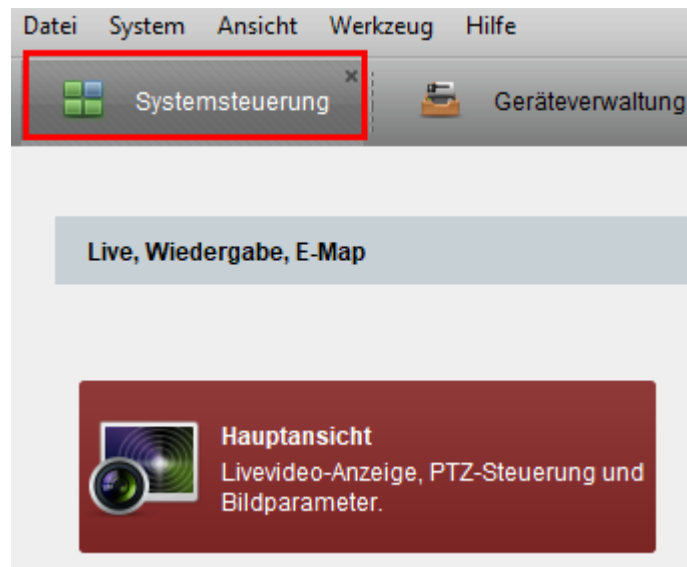 Datei System Ansicht Werkzeug Hilfe
Systemsteuerung Geräteverwaltung
Live, Wiedergabe, E-Map
Hauptansicht
Livevideo-Anzeige, PTZ-Steuerung und
Bildparameter.